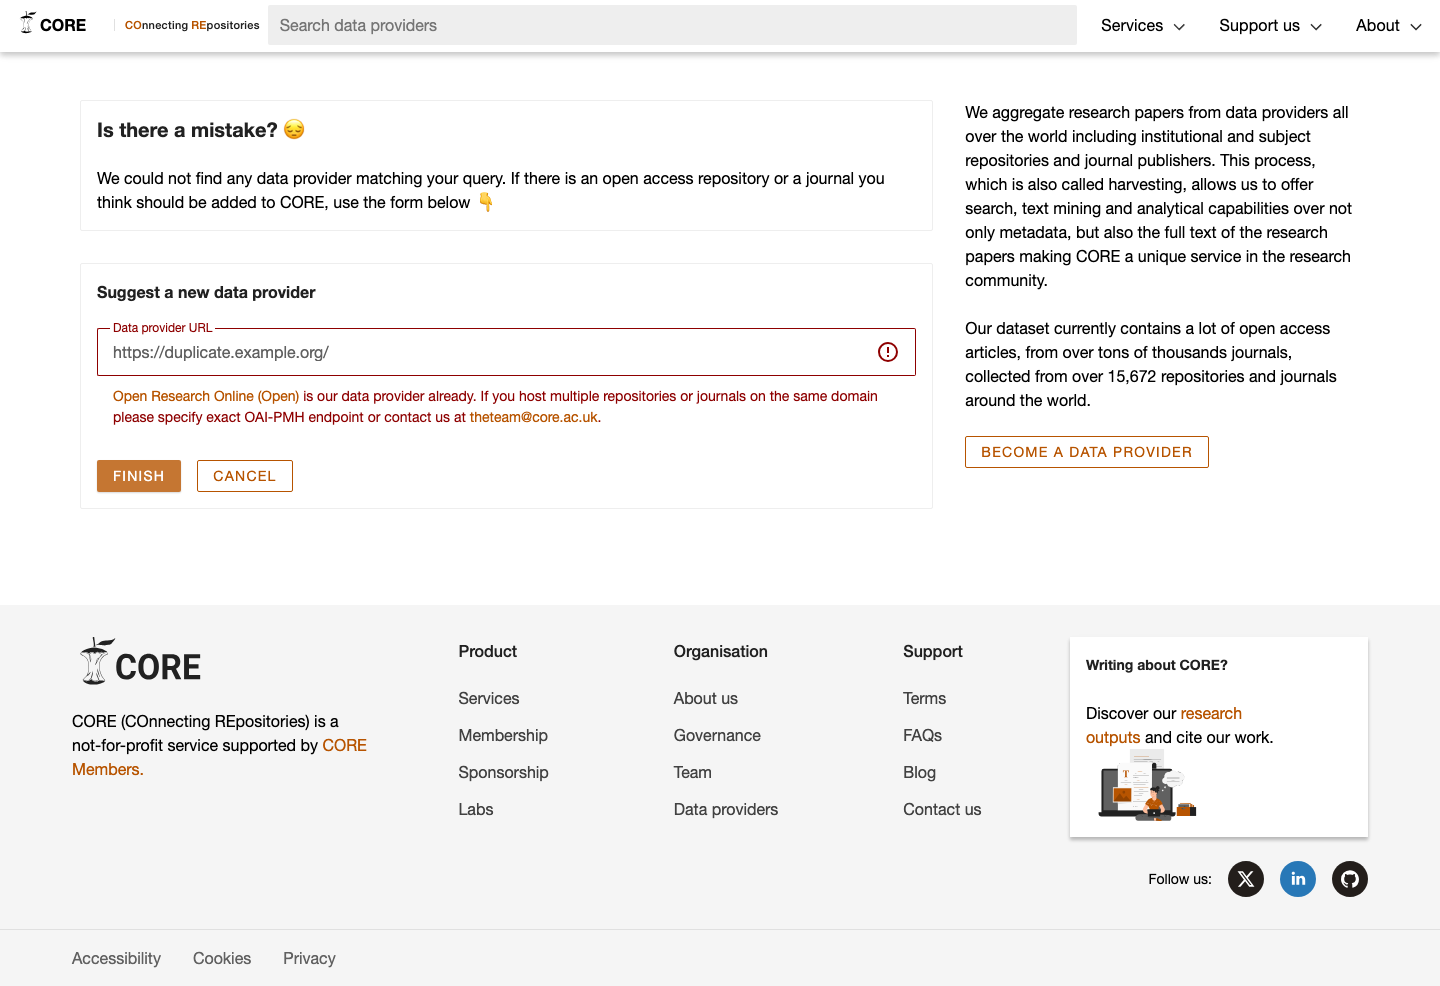 CORE
COnnecting REpositories
Search data providers
Services
Support us
About
Is there a mistake? 😔
We could not find any data provider matching your query. If there is an open access repository or a journal you
think should be added to CORE, use the form below 👇
Suggest a new data provider
Data provider URL
https://duplicate.example.org/
Open Research Online (Open) is our data provider already. If you host multiple repositories or journals on the same domain
please specify exact OAI-PMH endpoint or contact us at theteam@core.ac.uk.
FINISH
CANCEL
We aggregate research papers from data providers all
over the world including institutional and subject
repositories and journal publishers. This process,
which is also called harvesting, allows us to offer
search, text mining and analytical capabilities over not
only metadata, but also the full text of the research
papers making CORE a unique service in the research
community.
Our dataset currently contains a lot of open access
articles, from over tons of thousands journals,
collected from over 15,672 repositories and journals
around the world.
BECOME A DATA PROVIDER
CORE
CORE (COnnecting REpositories) is a
not-for-profit service supported by CORE
Members.
Product
Services
Membership
Sponsorship
Labs
Organisation
About us
Governance
Team
Data providers
Support
Terms
FAQs
Blog
Contact us
Writing about CORE?
Discover our research
outputs and cite our work.
T
Follow us:
Accessibility
Cookies
Privacy